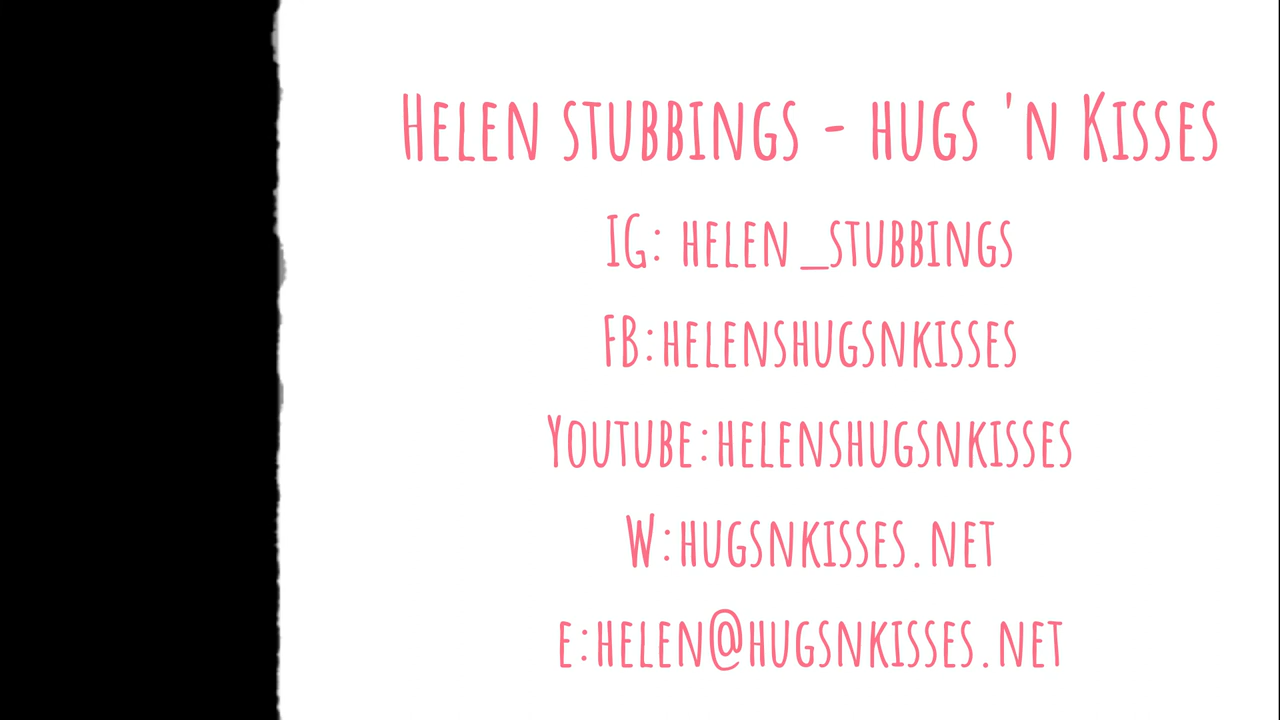 Helen stubbings - hugs 'n Kisses
IG: helen_stubbings
FB:helenshugsnkisses
Youtube:helenshugsnkisses
W:hugsnkisses.net
e:helen@hugsnkisses.net